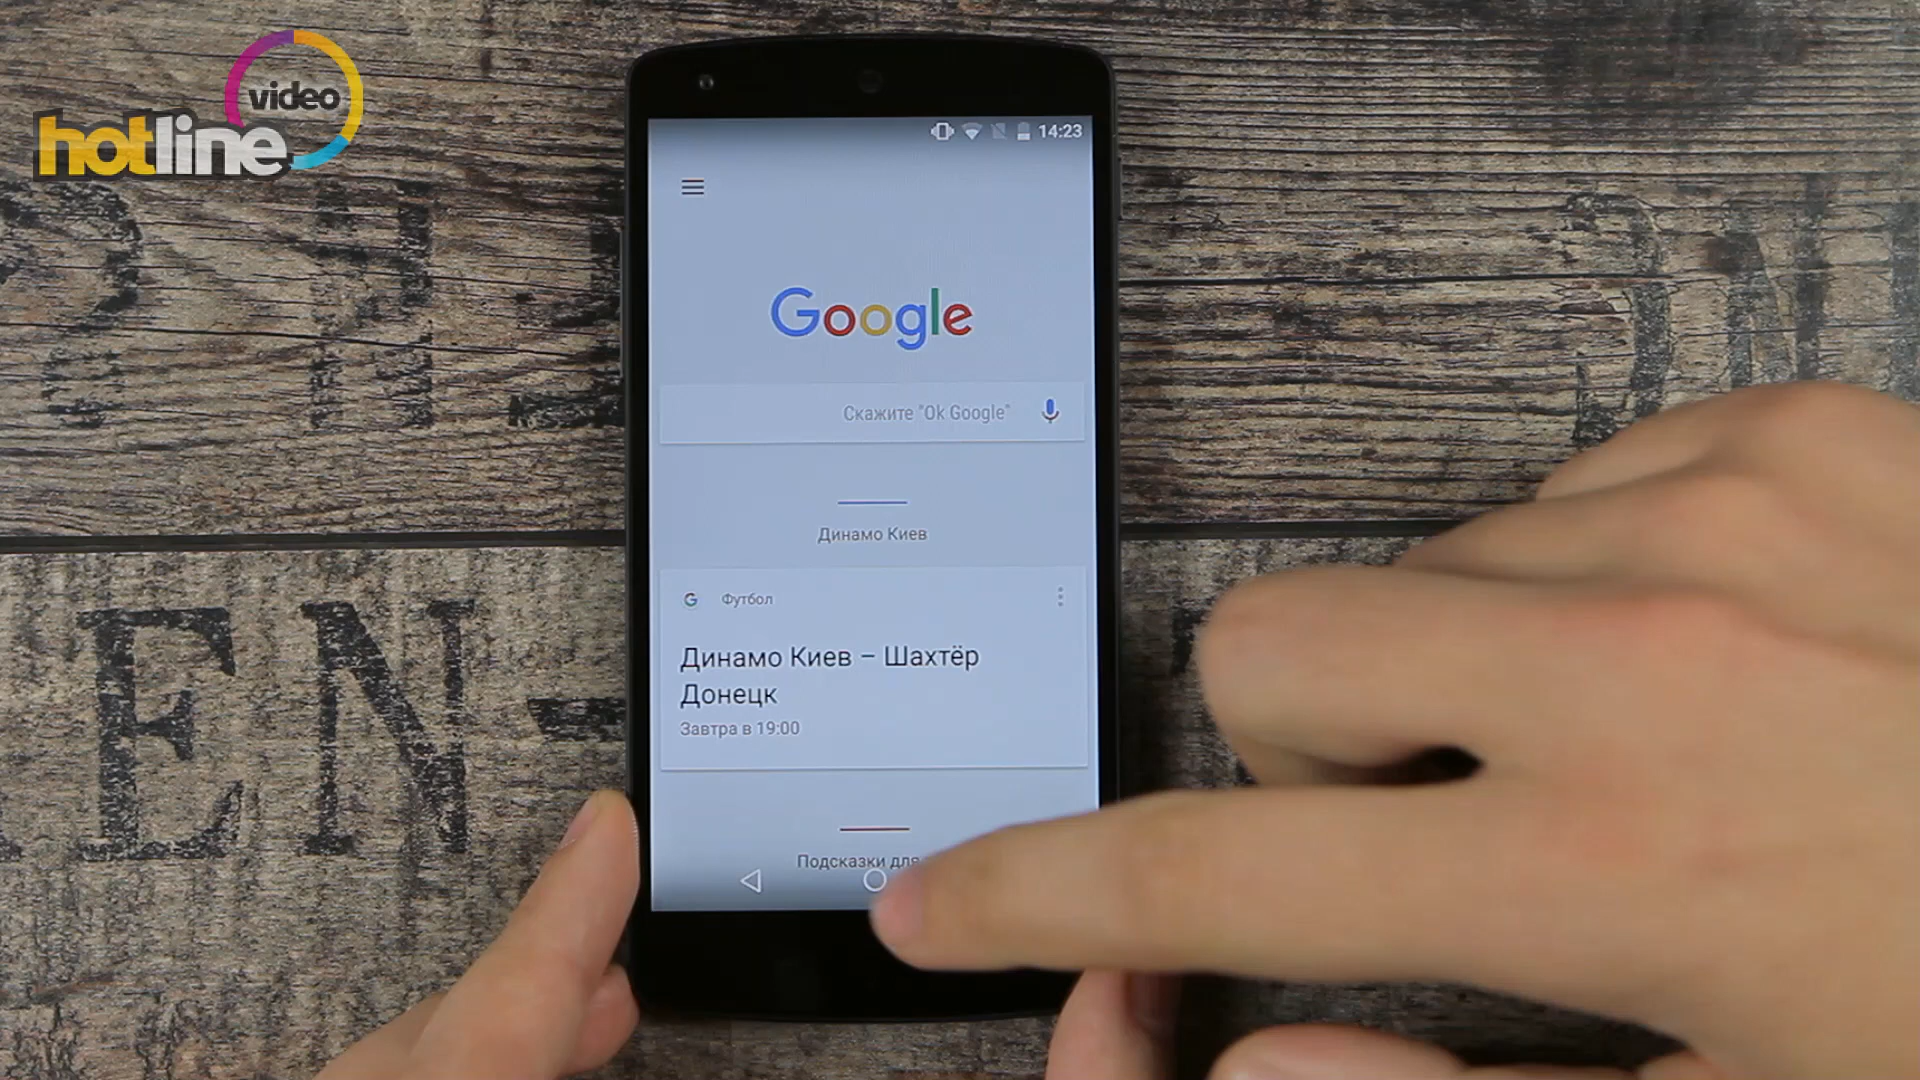 video
hotline
14:23
Google
Скажите "Ok Google"
Динамо Киев
G Футбол
Динамо Киев – Шахтёр
Донецк
Завтра в 19:00
Подсказки для
EN-